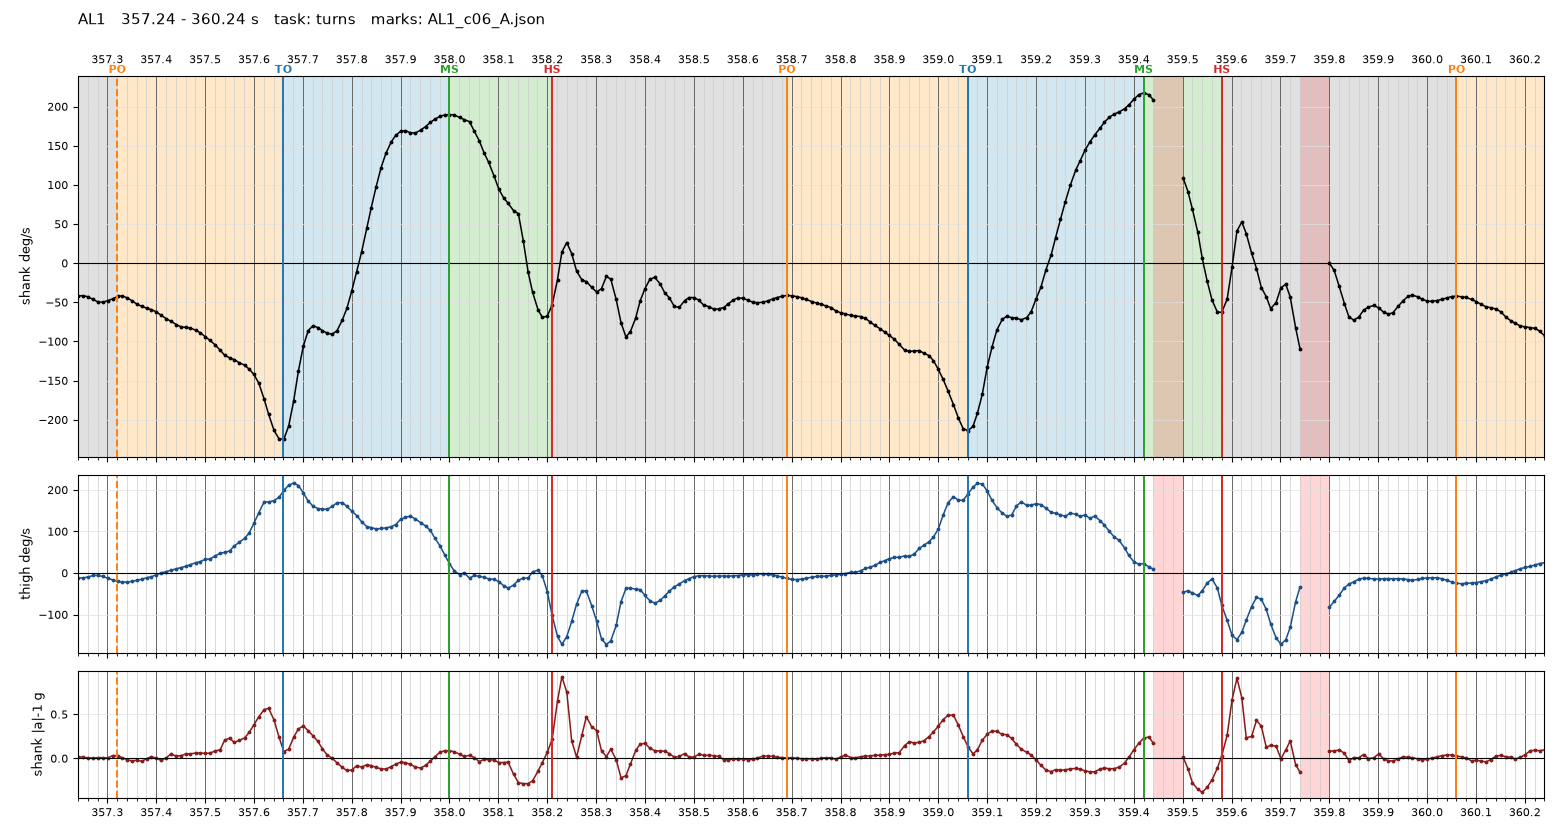 AL1   357.24 - 360.24 s   task: turns   marks: AL1_c06_A.json
357.3 357.4 357.5 357.6 357.7 357.8 357.9 358.0 358.1 358.2 358.3 358.4 358.5 358.6 358.7 358.8 358.9 359.0 359.1 359.2 359.3 359.4 359.5 359.6 359.7 359.8 359.9 360.0 360.1 360.2
PO TO MS HS PO TO MS HS PO
shank deg/s
200
150
100
50
0
−50
−100
−150
−200
thigh deg/s
200
100
0
−100
shank |a|-1 g
0.5
0.0
357.3 357.4 357.5 357.6 357.7 357.8 357.9 358.0 358.1 358.2 358.3 358.4 358.5 358.6 358.7 358.8 358.9 359.0 359.1 359.2 359.3 359.4 359.5 359.6 359.7 359.8 359.9 360.0 360.1 360.2